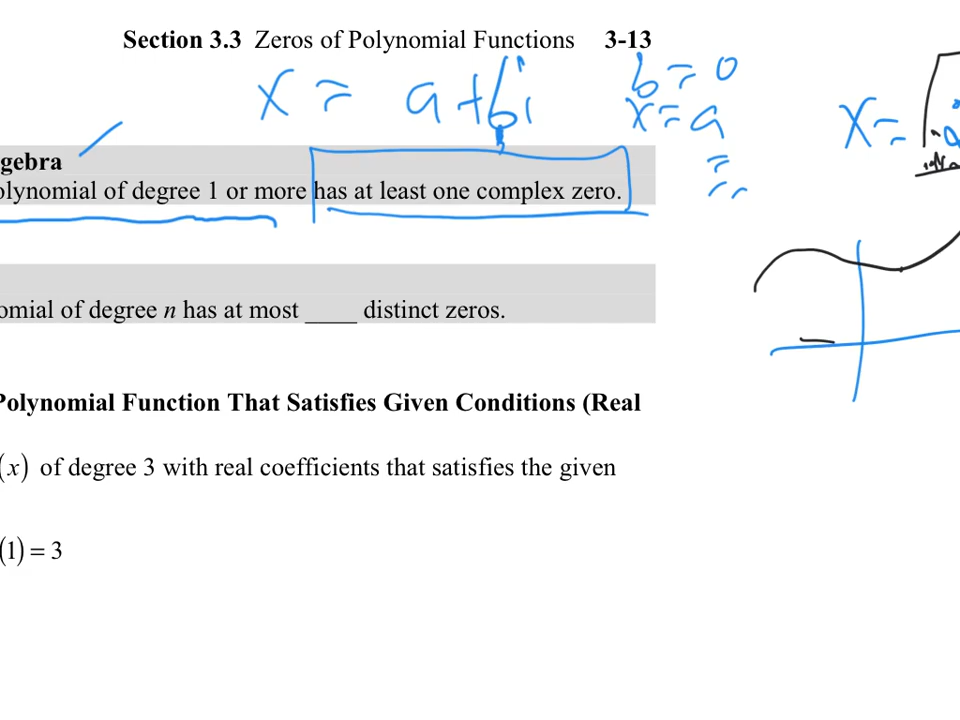 Section 3.3 Zeros of Polynomial Functions 3-13
x = a + bi
b = 0
x = a
x =
gebra
olynomial of degree 1 or more has at least one complex zero.
omial of degree n has at most ____ distinct zeros.
Polynomial Function That Satisfies Given Conditions (Real
(x) of degree 3 with real coefficients that satisfies the given
(1) = 3